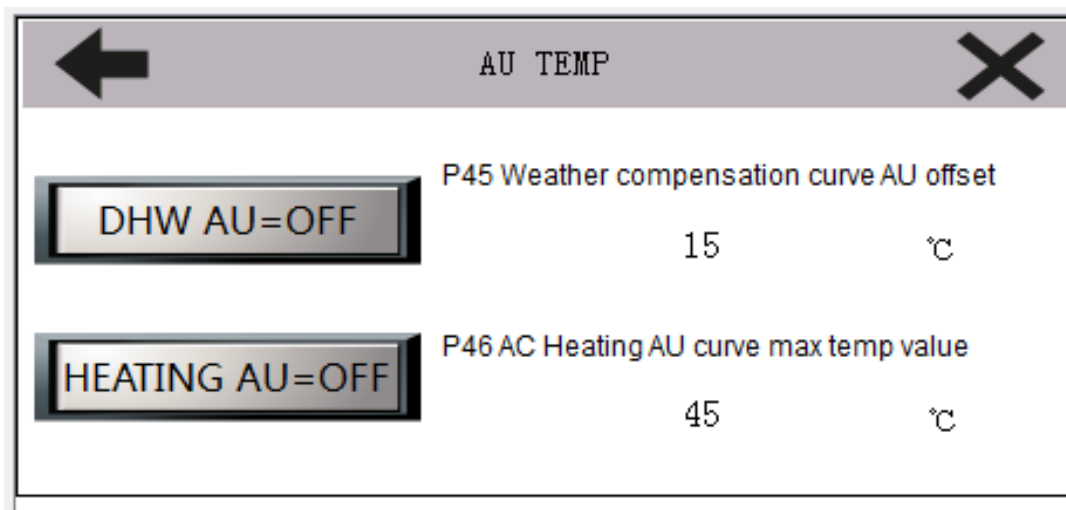 AU TEMP
DHW AU=OFF
P45 Weather compensation curve AU offset
15 ℃
HEATING AU=OFF
P46 AC Heating AU curve max temp value
45 ℃